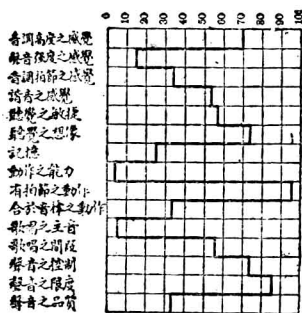 0 10 20 30 40 50 60 70 80 90 100
音調高度之感覺
聲音强度之感覺
音調拍節之感覺
諧音之感覺
聽覺之敏捷
聽覺之想像
記憶
動作之能力
有拍節之動作
合於音律之動作
歌唱之主音
歌唱之間段
聲音之控制
聲音之限度
聲音之品質